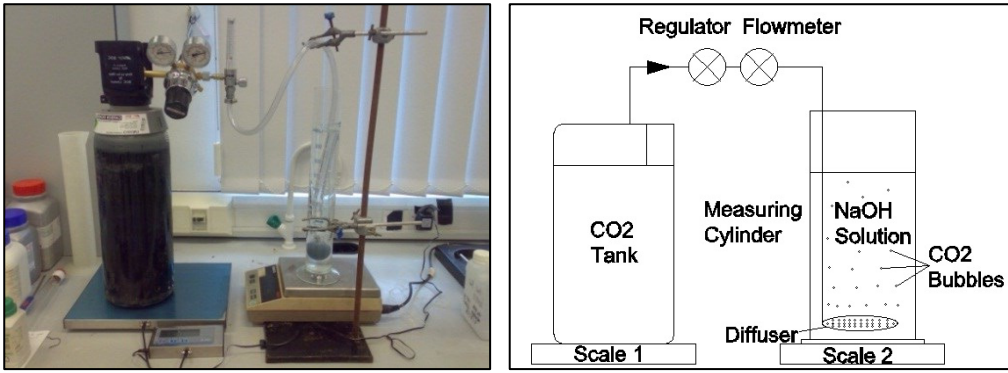 Regulator Flowmeter
CO2
Tank
Measuring
Cylinder
NaOH
Solution
CO2
Bubbles
Diffuser
Scale 1
Scale 2